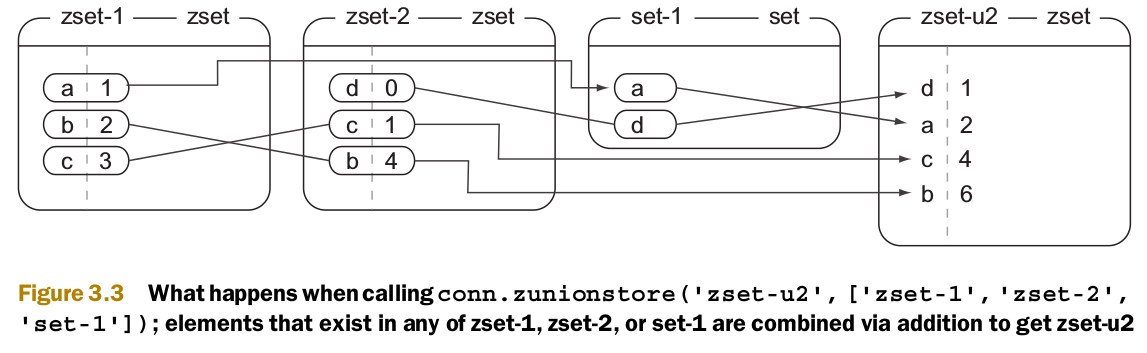 zset-1 zset zset-2 zset set-1 set zset-u2 zset
a 1 d 0 a d 1
b 2 c 1 d a 2
c 3 b 4 c 4
b 6
Figure 3.3 What happens when calling conn.zunionstore('zset-u2', ['zset-1','zset-2',
'set-1']); elements that exist in any of zset-1, zset-2, or set-1 are combined via addition to get zset-u2